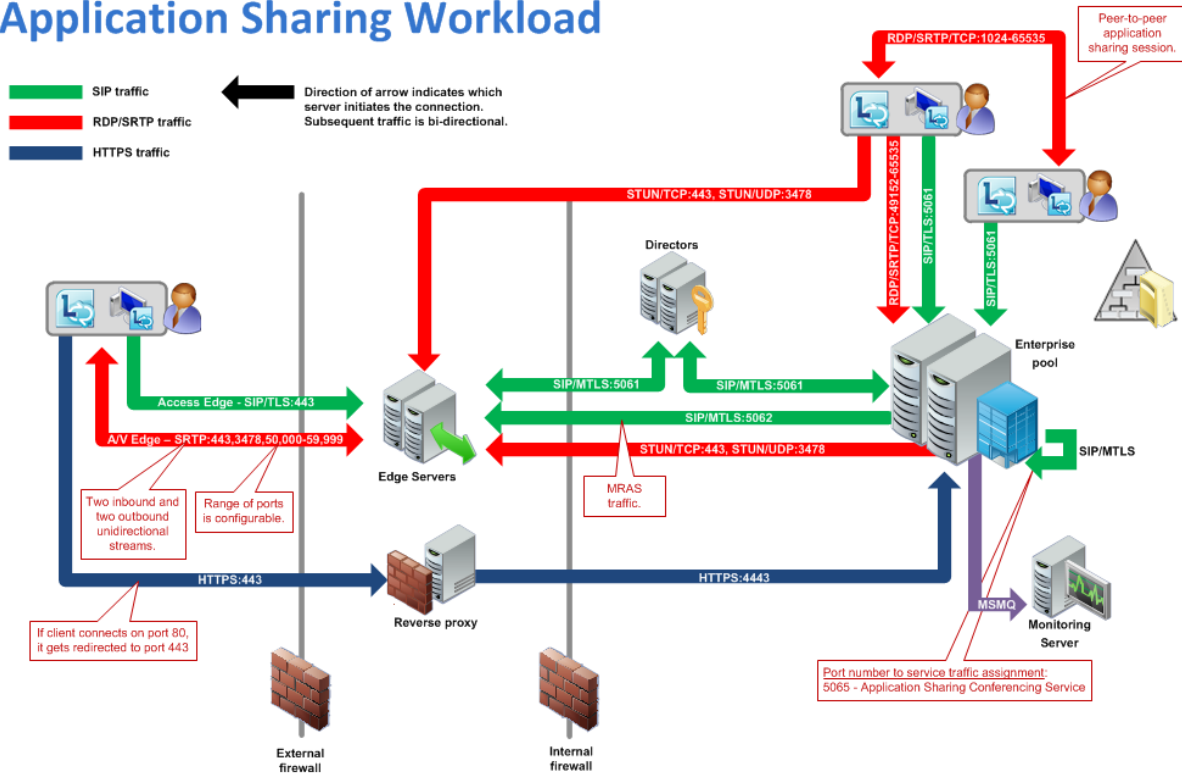 Application Sharing Workload
SIP traffic
RDP/SRTP traffic
HTTPS traffic
Direction of arrow indicates which
server initiates the connection.
Subsequent traffic is bi-directional.
RDP/SRTP/TCP:1024-65535
Peer-to-peer
application
sharing session.
STUN/TCP:443, STUN/UDP:3478
RDP/SRTP/TCP:49152-65535
SIP/TLS:5061
SIP/TLS:5061
Directors
Enterprise
pool
SIP/MTLS:5061
SIP/MTLS:5061
Access Edge - SIP/TLS:443
SIP/MTLS:5062
A/V Edge – SRTP:443,3478,50,000-59,999
STUN/TCP:443, STUN/UDP:3478
SIP/MTLS
Edge Servers
MRAS
traffic.
Two inbound and
two outbound
unidirectional
streams.
Range of ports
is configurable.
HTTPS:443
HTTPS:4443
MSMQ
Reverse proxy
Monitoring
Server
If client connects on port 80,
it gets redirected to port 443
Port number to service traffic assignment:
5065 - Application Sharing Conferencing Service
External
firewall
Internal
firewall